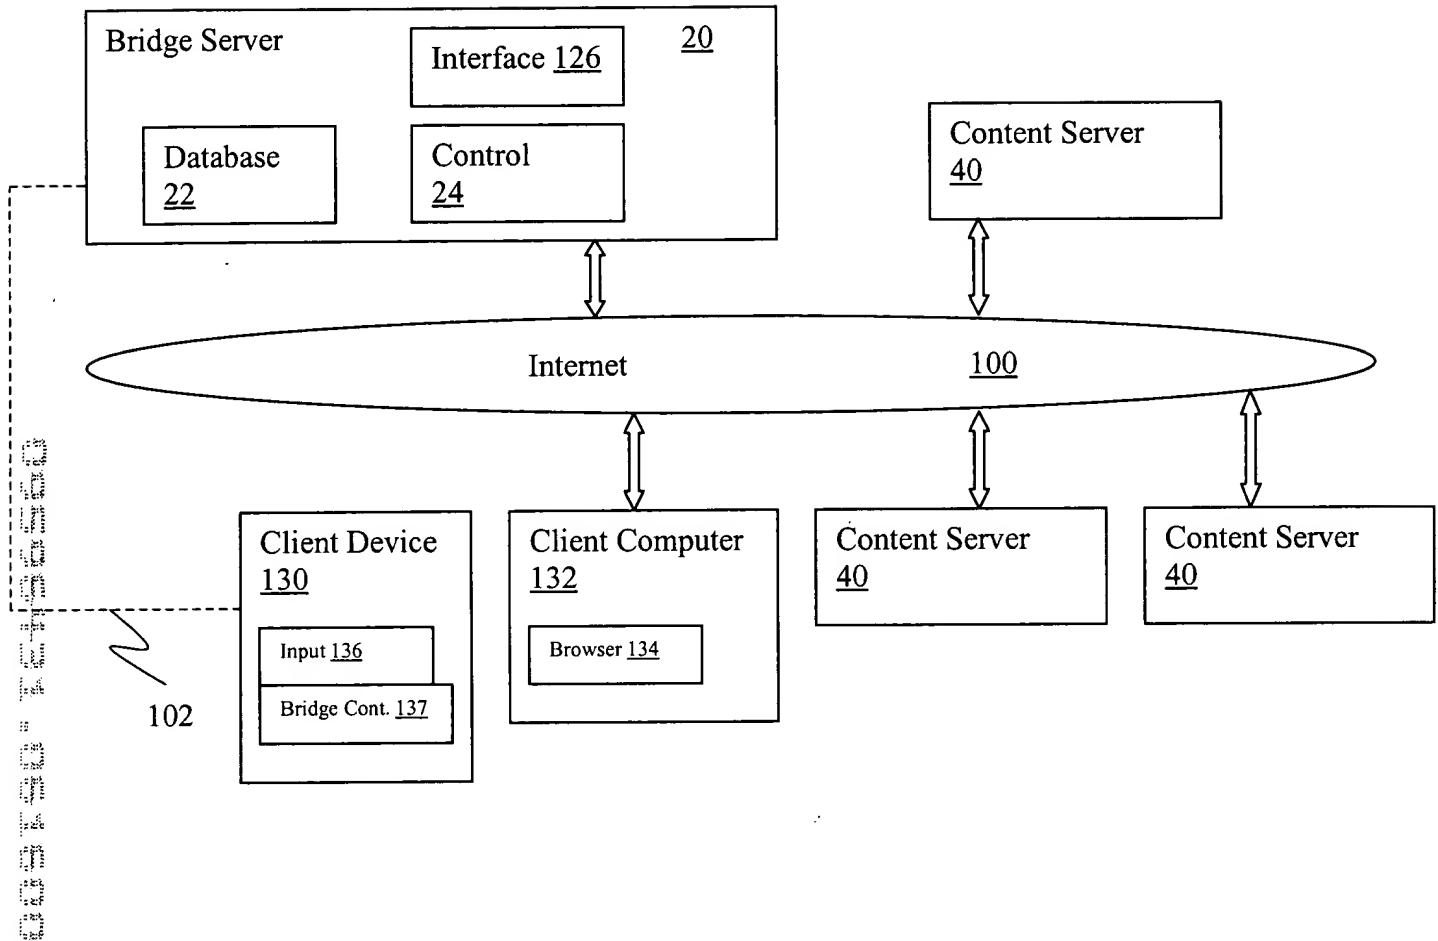 Bridge Server
20
Interface 126
Database
22
Control
24
Content Server
40
Internet
100
Client Device
130
Input 136
Bridge Cont. 137
Client Computer
132
Browser 134
Content Server
40
Content Server
40
102